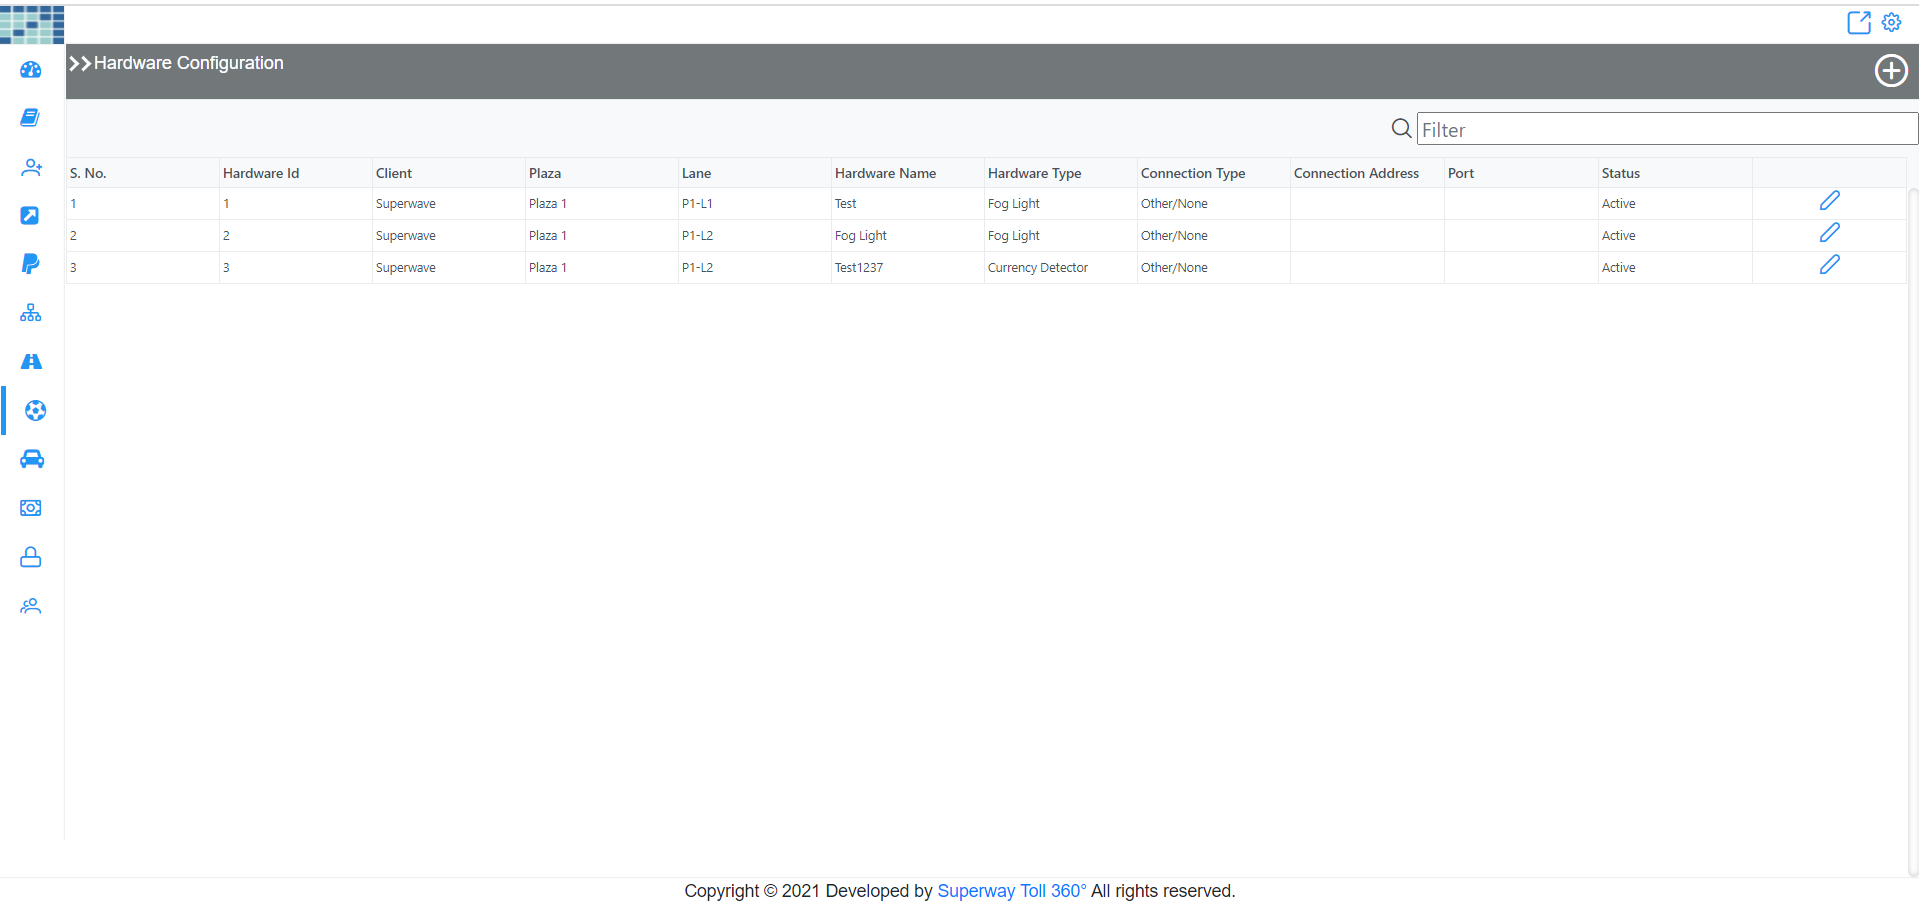 Hardware Configuration
Filter
S. No. Hardware Id Client Plaza Lane Hardware Name Hardware Type Connection Type Connection Address Port Status
1 1 Superwave Plaza 1 P1-L1 Test Fog Light Other/None Active
2 2 Superwave Plaza 1 P1-L2 Fog Light Fog Light Other/None Active
3 3 Superwave Plaza 1 P1-L2 Test1237 Currency Detector Other/None Active
Copyright © 2021 Developed by Superway Toll 360° All rights reserved.